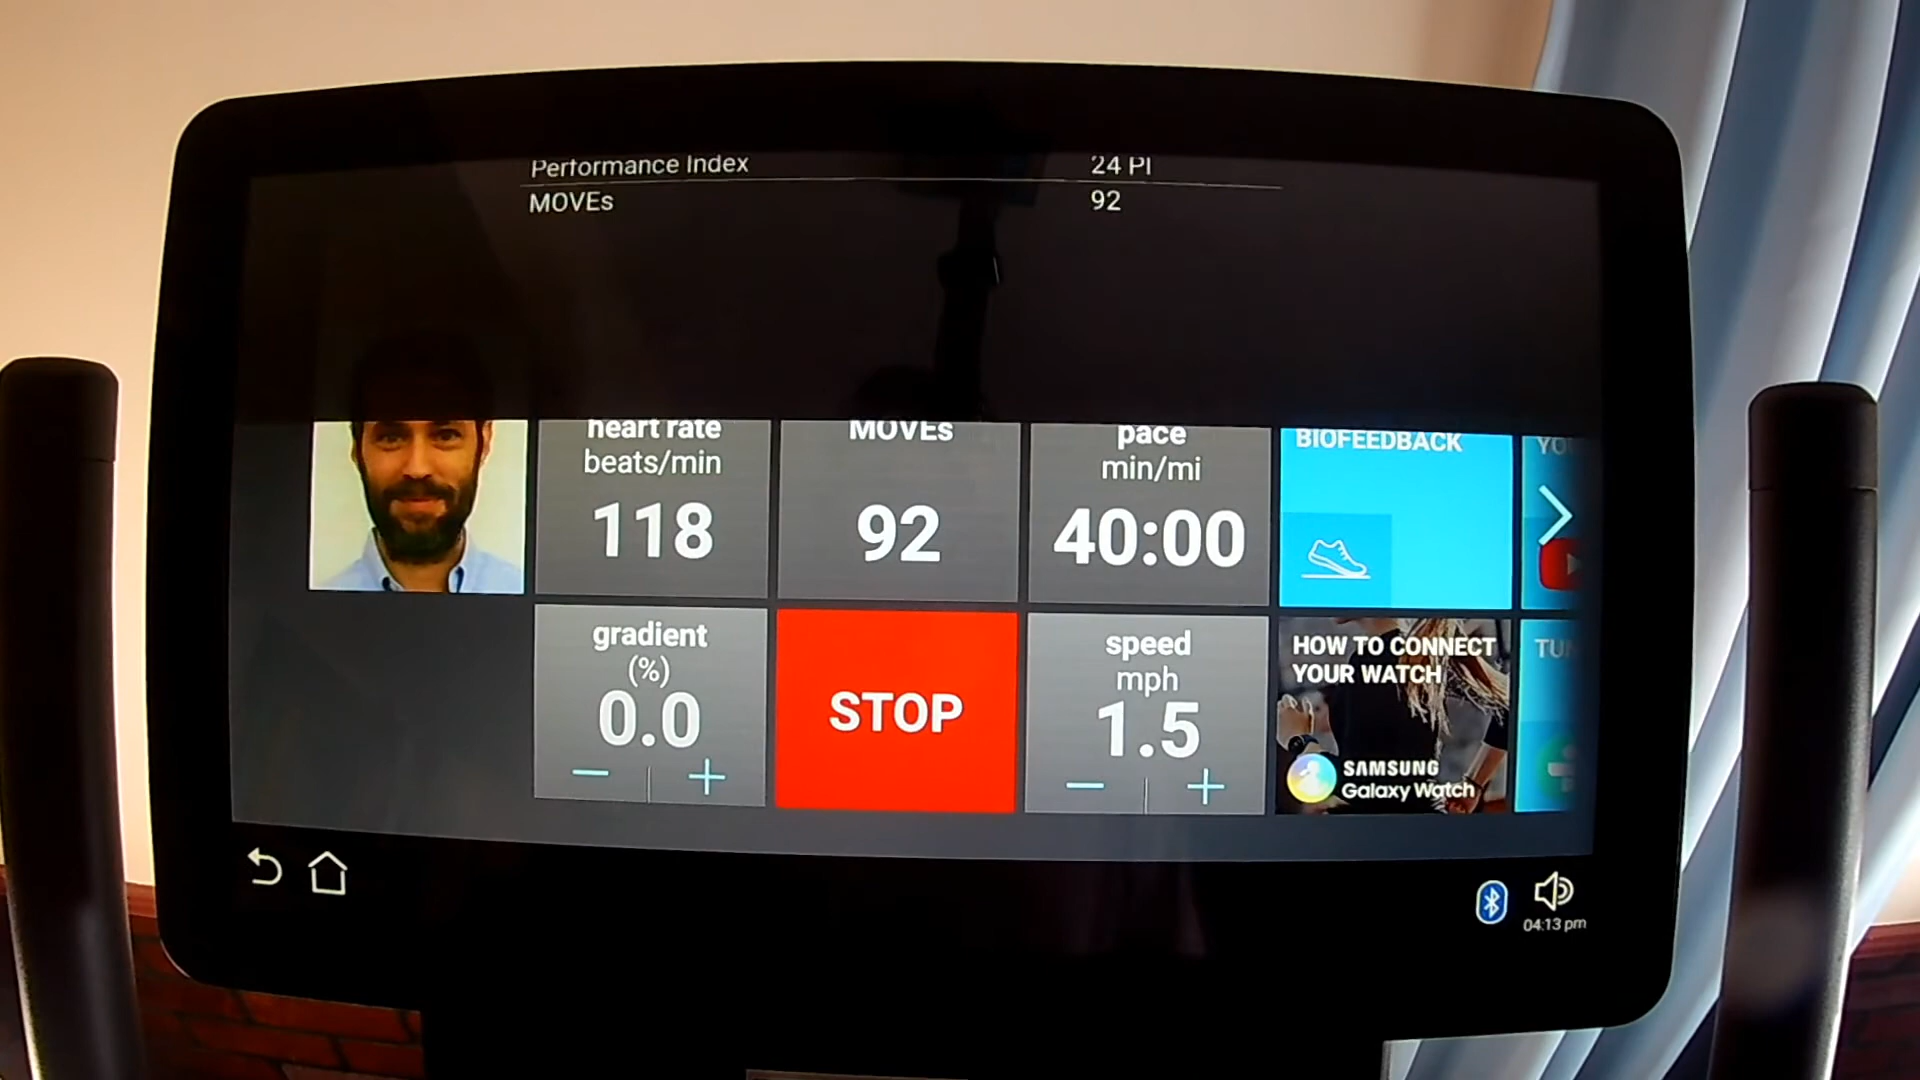 Performance Index 24 PI
MOVEs 92
heart rate
beats/min
118
MOVEs
92
pace
min/mi
40:00
BIOFEEDBACK
YO
gradient
(%)
0.0
STOP
speed
mph
1.5
HOW TO CONNECT
YOUR WATCH
SAMSUNG
Galaxy Watch
TUN
04:13 pm